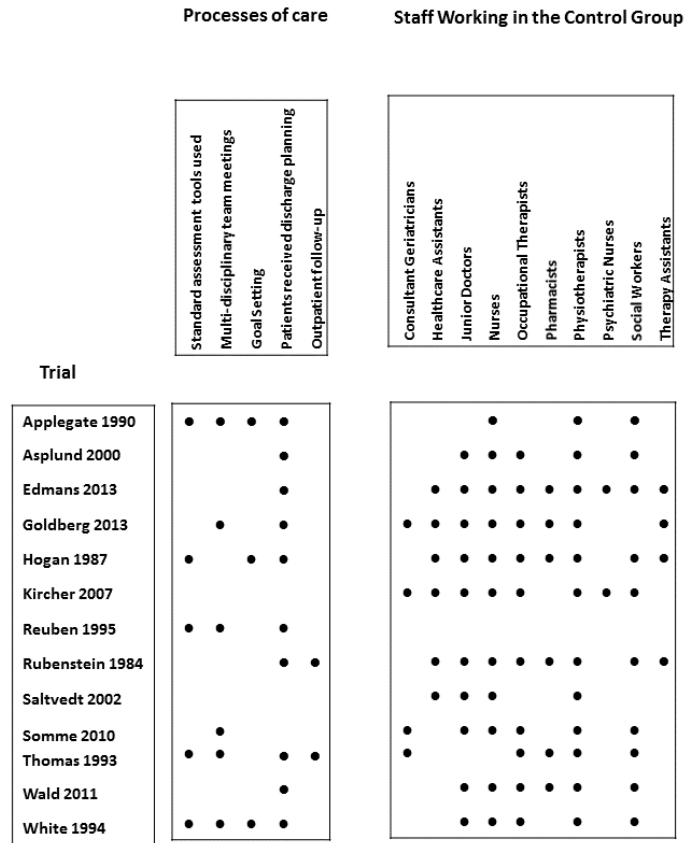 Processes of care
Staff Working in the Control Group
Standard assessment tools used
Multi-disciplinary team meetings
Goal Setting
Patients received discharge planning
Outpatient follow-up
Consultant Geriatricians
Healthcare Assistants
Junior Doctors
Nurses
Occupational Therapists
Pharmacists
Physiotherapists
Psychiatric Nurses
Social Workers
Therapy Assistants
Trial
Applegate 1990
Asplund 2000
Edmans 2013
Goldberg 2013
Hogan 1987
Kircher 2007
Reuben 1995
Rubenstein 1984
Saltvedt 2002
Somme 2010
Thomas 1993
Wald 2011
White 1994